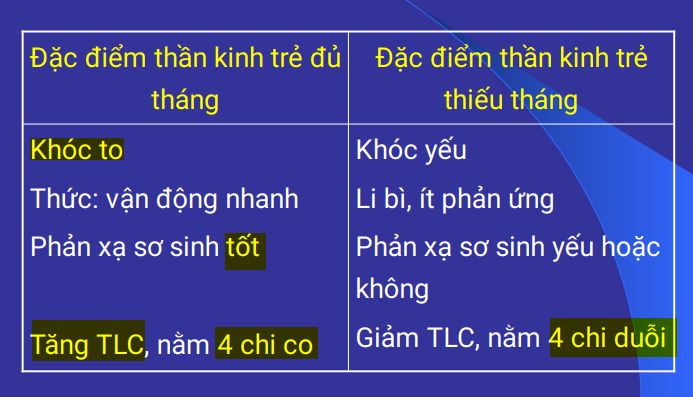 Đặc điểm thần kinh trẻ đủ
tháng
Đặc điểm thần kinh trẻ
thiếu tháng
Khóc to
Thức: vận động nhanh
Phản xạ sơ sinh tốt
Tăng TLC, nằm 4 chi co
Khóc yếu
Li bì, ít phản ứng
Phản xạ sơ sinh yếu hoặc
không
Giảm TLC, nằm 4 chi duỗi